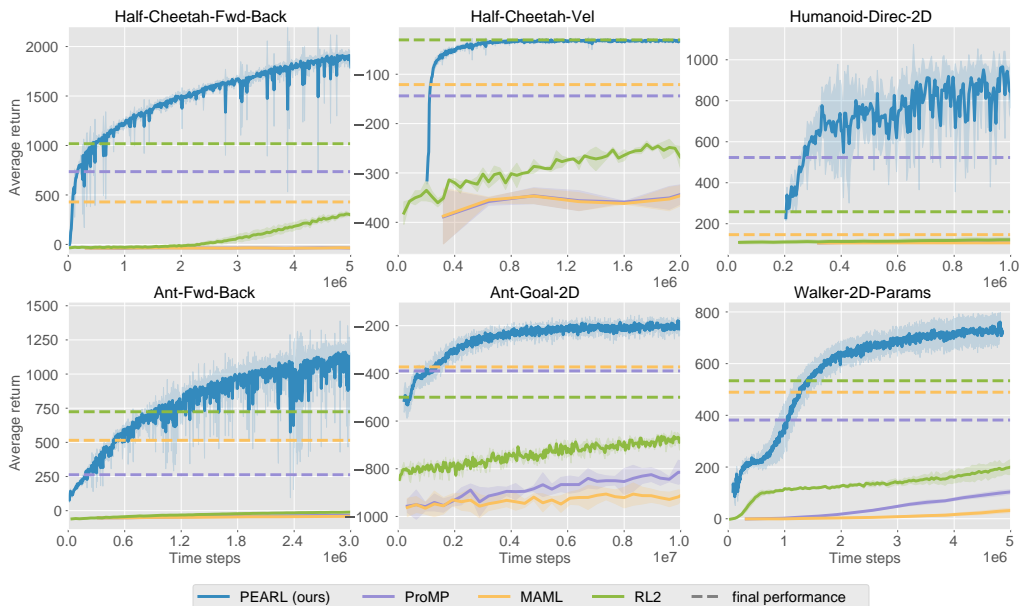 Half-Cheetah-Fwd-Back
Average return
2000
1500
1000
500
0
0 1 2 3 4 5
1e6
Half-Cheetah-Vel
−100
−200
−300
−400
0.0 0.4 0.8 1.2 1.6 2.0
1e6
Humanoid-Direc-2D
1000
800
600
400
200
0.0 0.2 0.4 0.6 0.8 1.0
1e6
Ant-Fwd-Back
Average return
1500
1250
1000
750
500
250
0
0.0 0.6 1.2 1.8 2.4 3.0
Time steps
1e6
Ant-Goal-2D
−200
−400
−600
−800
−1000
0.0 2.0 4.0 6.0 8.0 10.0
Time steps
1e7
Walker-2D-Params
800
600
400
200
0
0 1 2 3 4 5
Time steps
1e6
PEARL (ours) ProMP MAML RL2 final performance